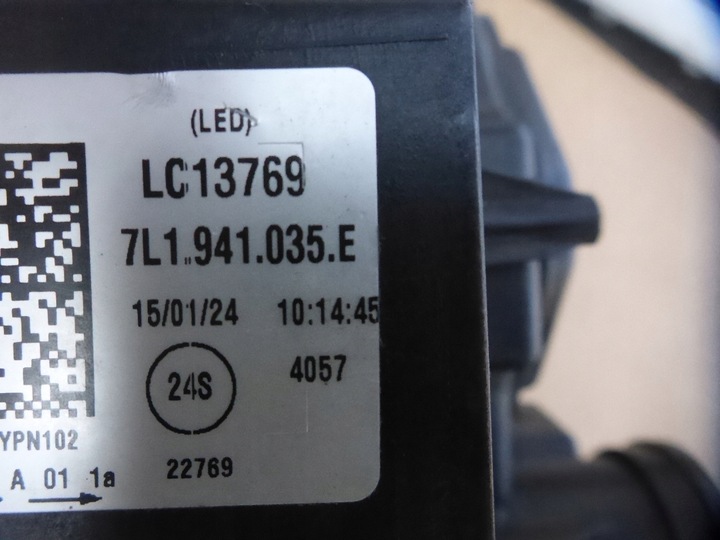 (LED)
LC13769
7L1.941.035.E
15/01/24 10:14:45
24S 4057
YPN102
22769
A 01 1a